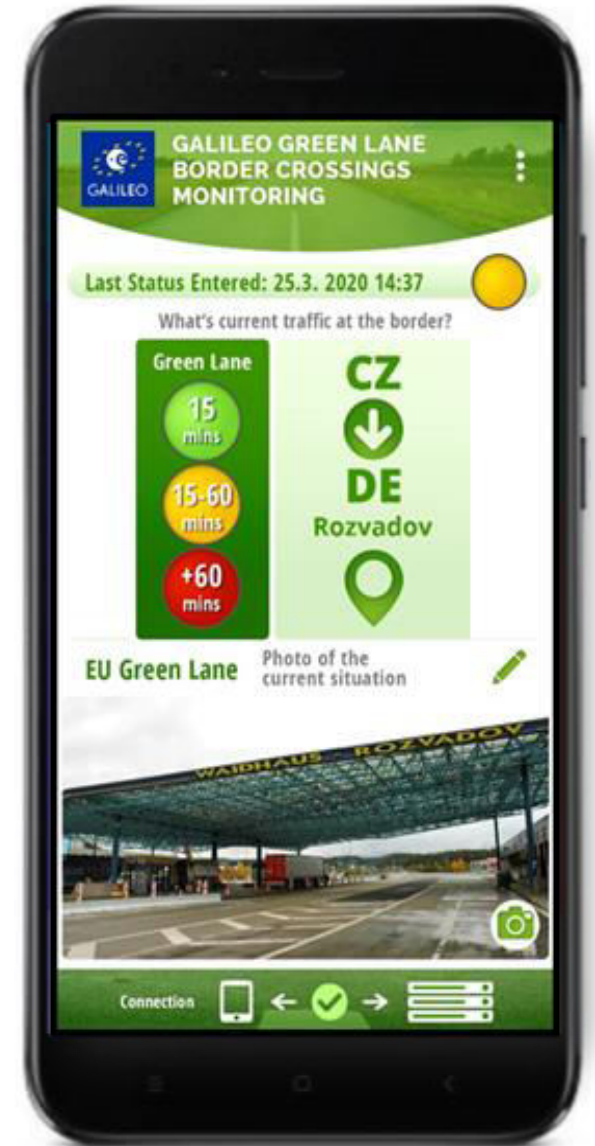 GALILEO
GALILEO GREEN LANE
BORDER CROSSINGS
MONITORING
Last Status Entered: 25.3. 2020 14:37
What's current traffic at the border?
Green Lane
15
mins
15-60
mins
+60
mins
CZ
DE
Rozvadov
EU Green Lane
Photo of the
current situation
WAIDHAUS ROZVADOV
Connection